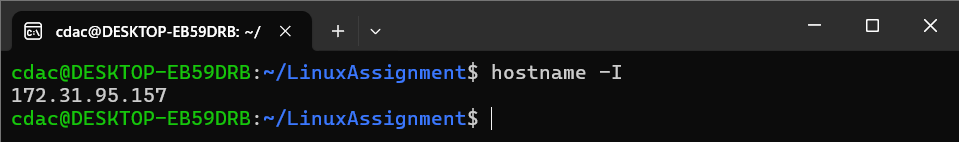 cdac@DESKTOP-EB59DRB: ~/
cdac@DESKTOP-EB59DRB:~/LinuxAssignment$ hostname -I
172.31.95.157
cdac@DESKTOP-EB59DRB:~/LinuxAssignment$